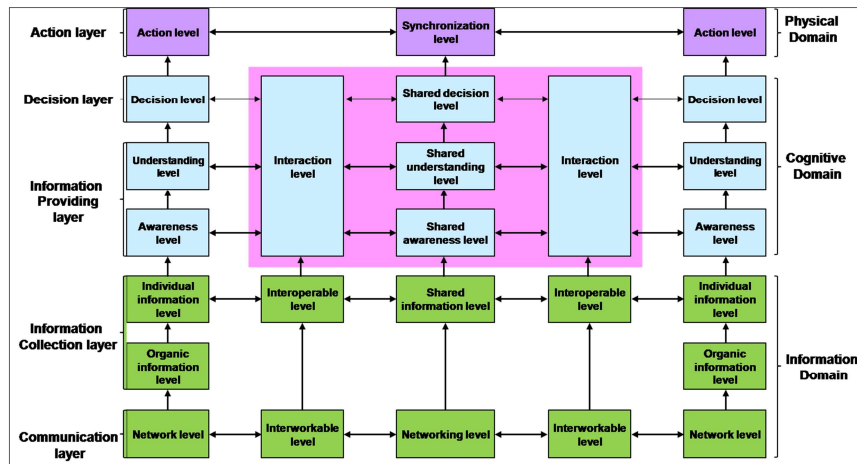 Action layer
Action level
Synchronization
level
Action level
Physical
Domain
Decision layer
Decision level
Interaction
level
Shared decision
level
Interaction
level
Decision level
Cognitive
Domain
Information
Providing
layer
Understanding
level
Shared
understanding
level
Understanding
level
Awareness
level
Shared
awareness level
Awareness
level
Information
Collection layer
Individual
information level
Interoperable
level
Shared
information level
Interoperable
level
Individual
information level
Information
Domain
Organic
information
level
Organic
information
level
Communication
layer
Network level
Interworkable
level
Networking level
Interworkable
level
Network level